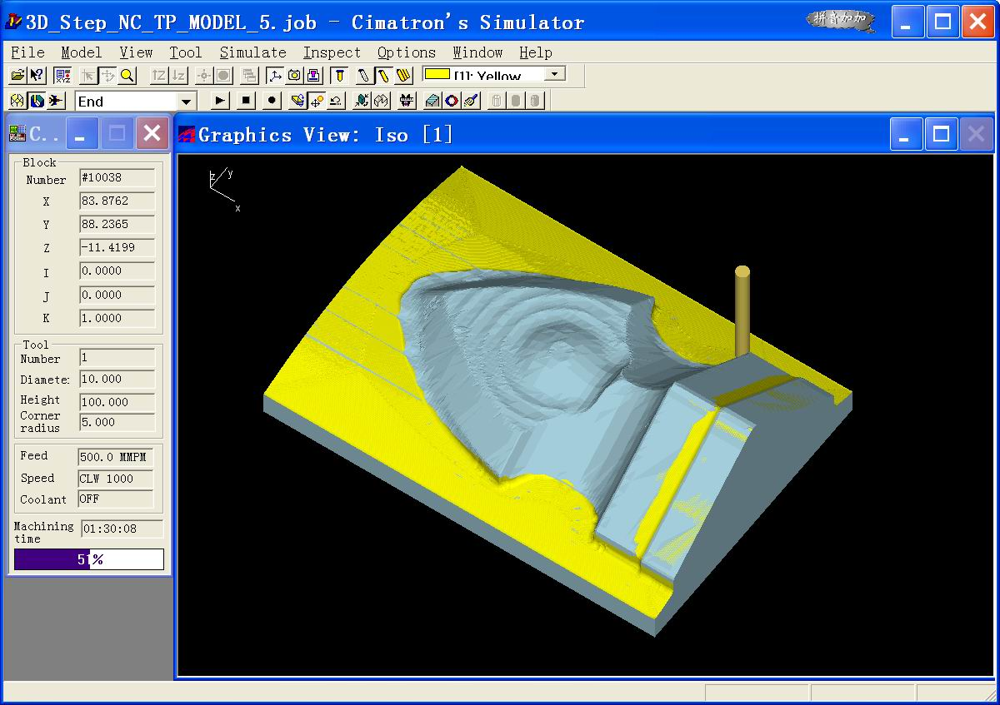 3D_Step_NC_TP_MODEL_5.job - Cimatron's Simulator
拼音加加
File Model View Tool Simulate Inspect Options Window Help
XYZ
[1]: Yellow
End
C..
Graphics View: Iso [1]
Block
Number #10038
X 83.8762
Y 88.2365
Z -11.4199
I 0.0000
J 0.0000
K 1.0000
Tool
Number 1
Diamete: 10.000
Height 100.000
Corner
radius 5.000
Feed 500.0 MMPM
Speed CLW 1000
Coolant OFF
Machining
time 01:30:08
51%
z y
x